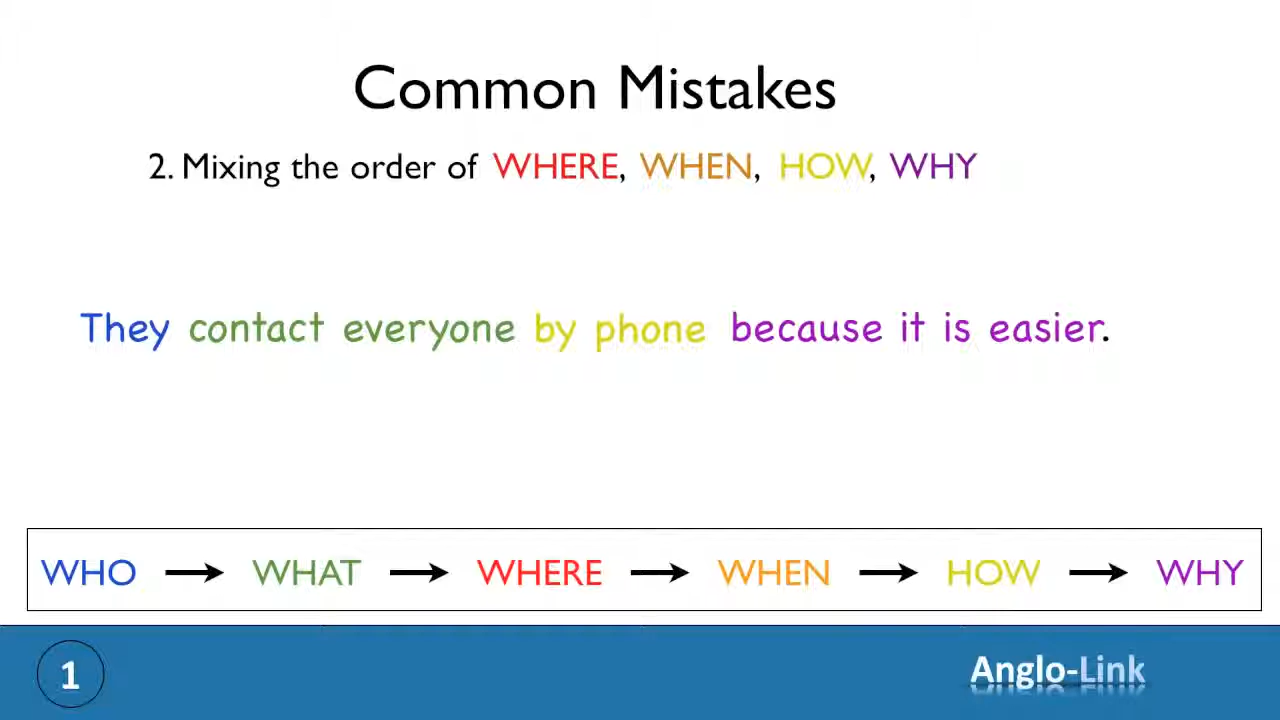 Common Mistakes
2. Mixing the order of WHERE, WHEN, HOW, WHY
They contact everyone by phone because it is easier.
WHO → WHAT → WHERE → WHEN → HOW → WHY
1
Anglo-Link